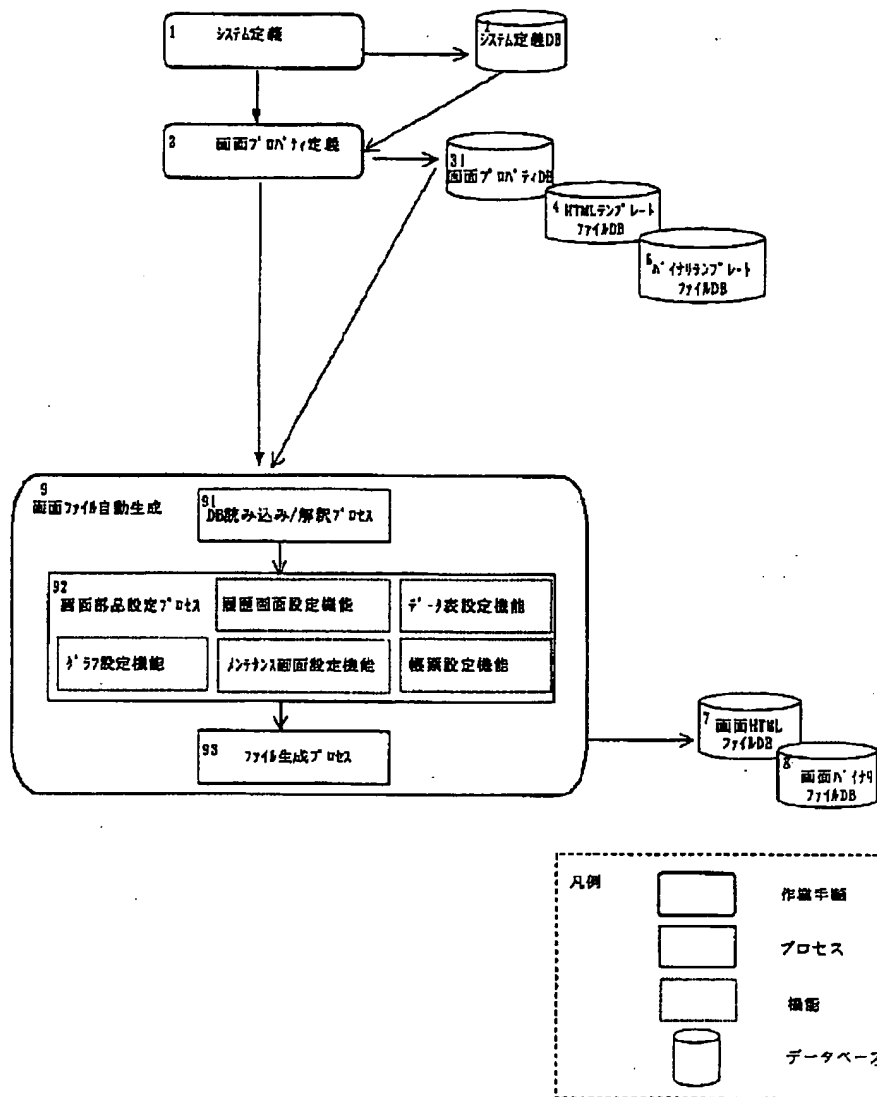 1 システム定義
2
システム定義DB
3 画面プロパティ定義
31
画面プロパティDB
4 HTMLテンプレート
ファイルDB
6 バイナリテンプレート
ファイルDB
9
画面ファイル自動生成
91
DB読み込み/解釈プロセス
92
画面部品設定プロセス
履歴画面設定機能
データ表設定機能
グラフ設定機能
メンテナンス画面設定機能
帳票設定機能
93 ファイル生成プロセス
7 画面HTML
ファイルDB
8 画面バイナリ
ファイルDB
凡例
作業手順
プロセス
機能
データベース